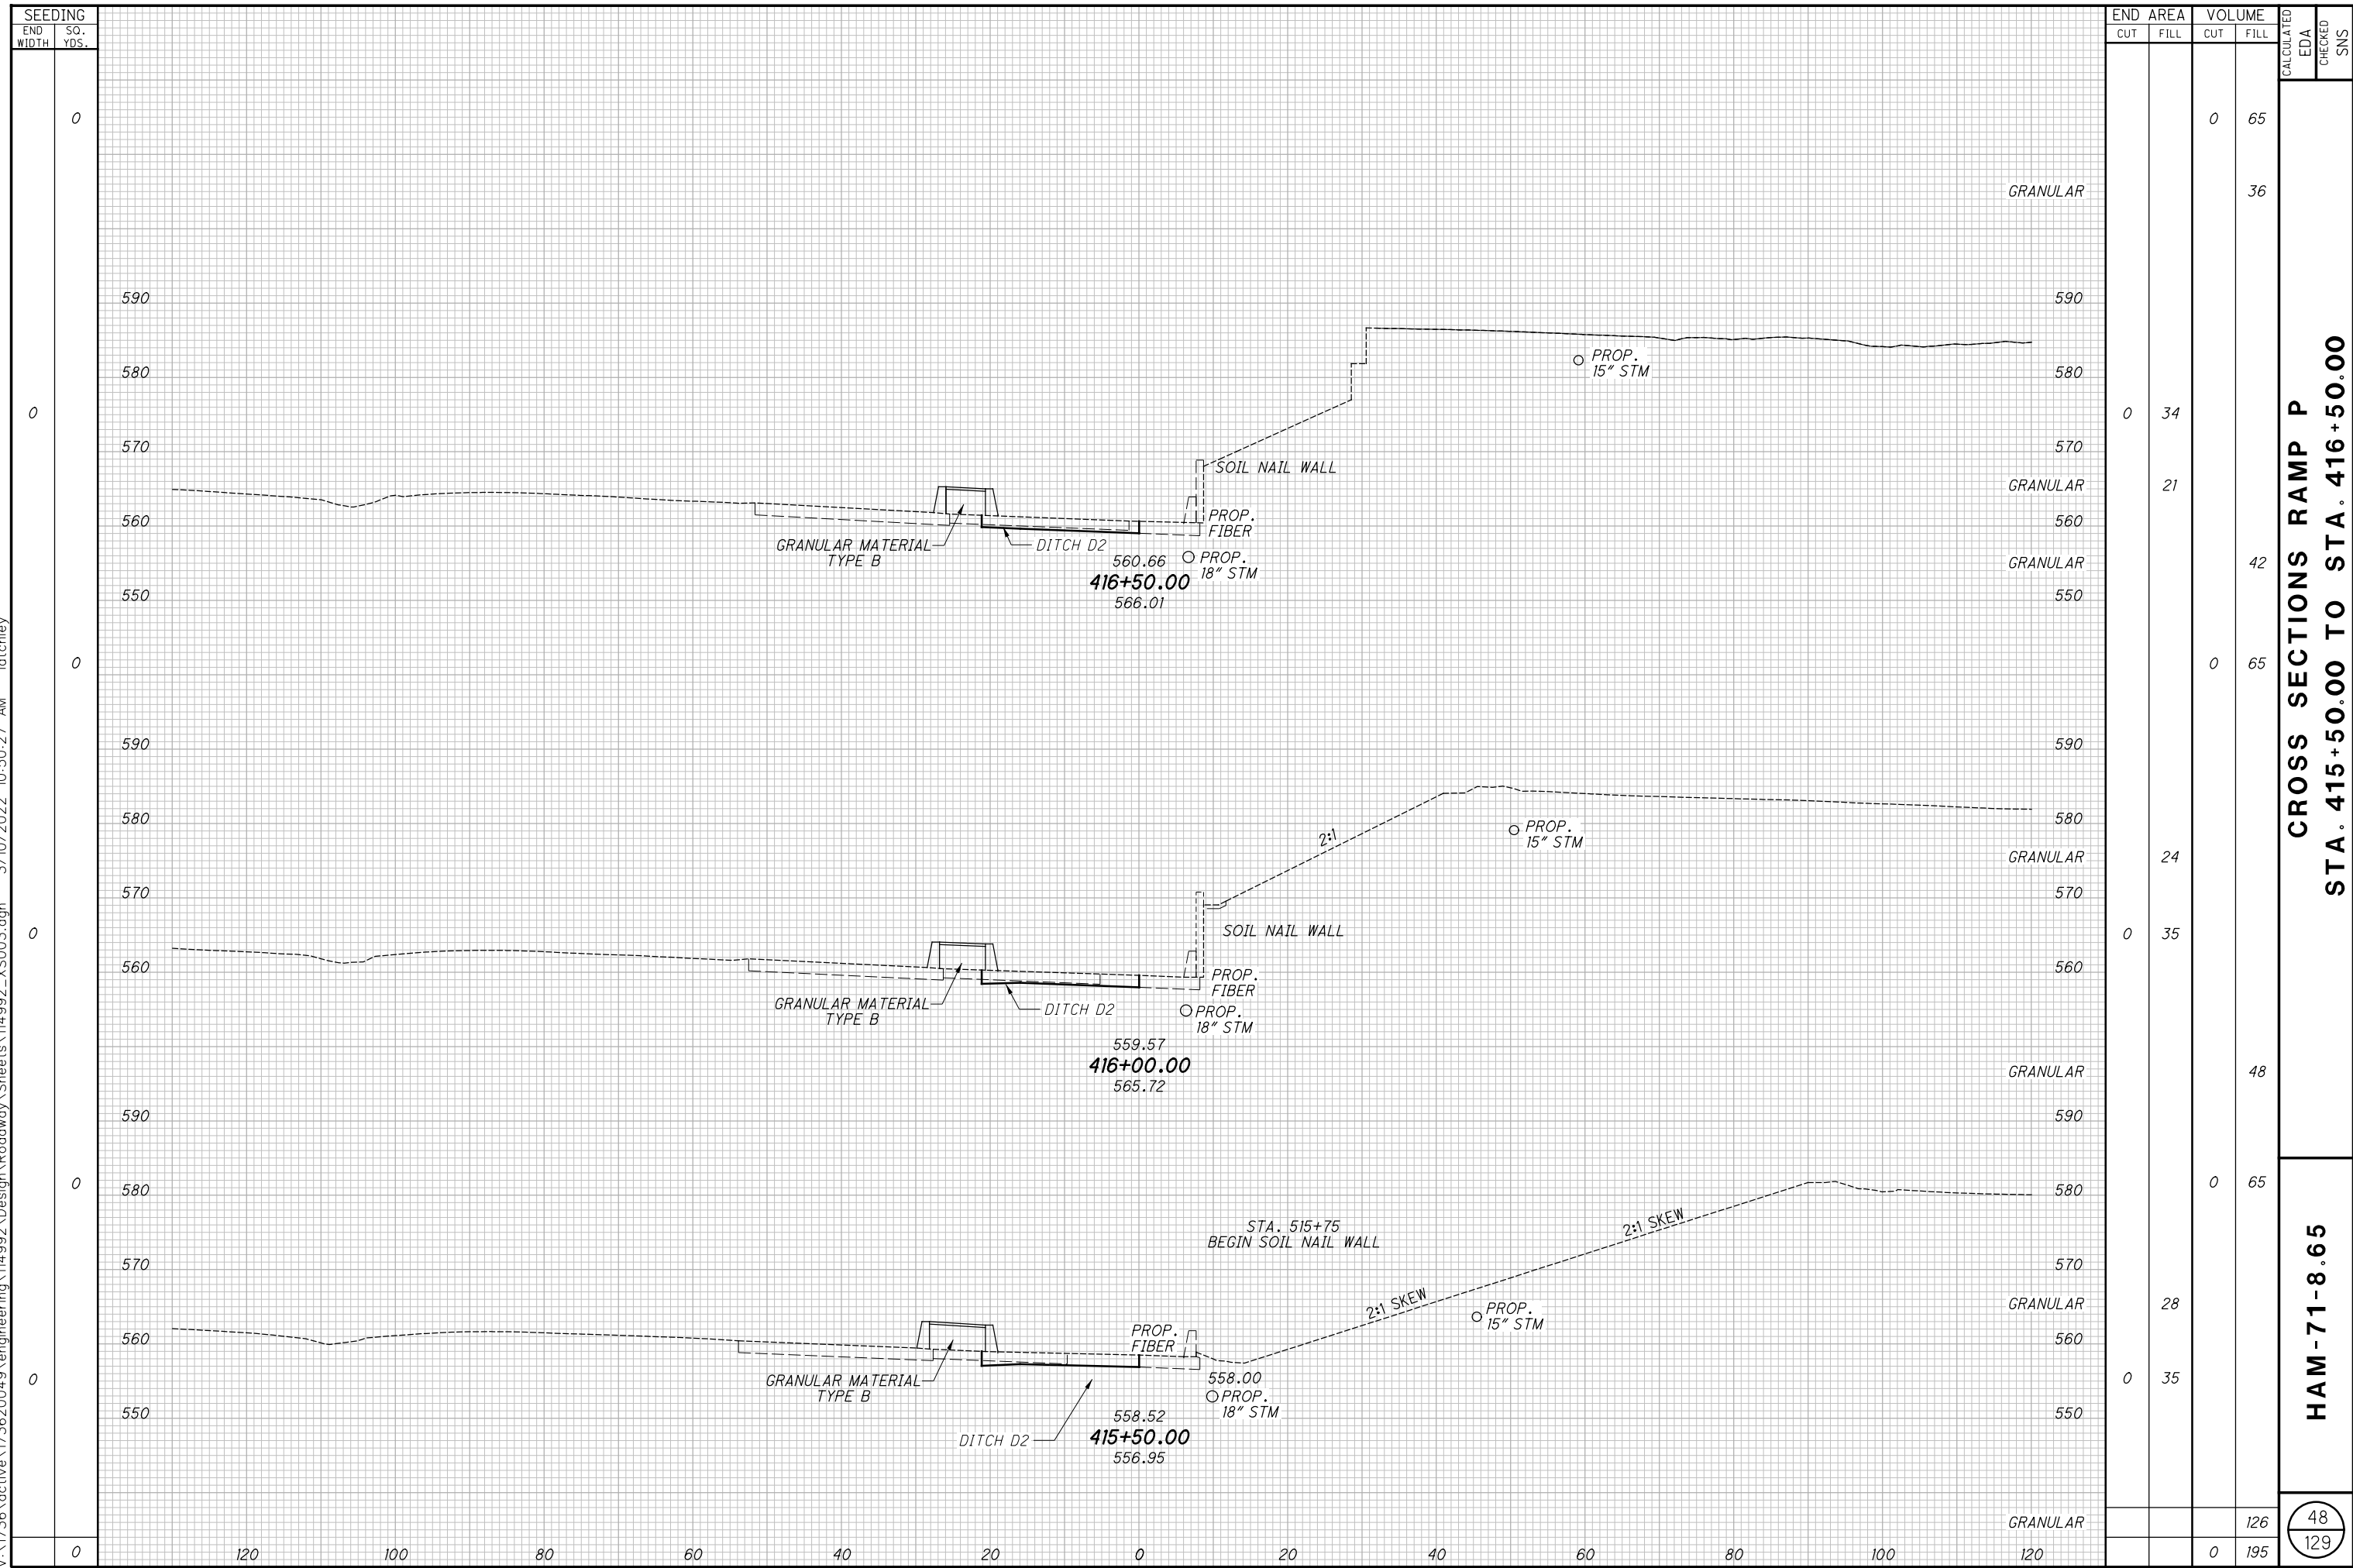 SEEDING
END WIDTH
SQ. YDS.
END AREA
VOLUME
CUT
FILL
CUT
FILL
CALCULATED
EDA
CHECKED
SNS
0
0
65
GRANULAR
36
590
590
PROP.
15" STM
580
580
0
0
34
570
570
SOIL NAIL WALL
GRANULAR
21
560
PROP.
FIBER
560
GRANULAR MATERIAL
TYPE B
DITCH D2
560.66
PROP.
18" STM
GRANULAR
42
416+50.00
550
566.01
550
0
0
65
590
590
580
2:1
PROP.
15" STM
580
GRANULAR
24
570
570
0
SOIL NAIL WALL
0
35
560
PROP.
FIBER
560
GRANULAR MATERIAL
TYPE B
DITCH D2
PROP.
18" STM
559.57
416+00.00
565.72
GRANULAR
48
590
590
580
580
0
0
65
STA. 515+75
BEGIN SOIL NAIL WALL
2:1 SKEW
570
570
2:1 SKEW
PROP.
15" STM
GRANULAR
28
560
PROP.
FIBER
560
GRANULAR MATERIAL
TYPE B
558.00
PROP.
18" STM
0
0
35
550
558.52
550
DITCH D2
415+50.00
556.95
GRANULAR
126
0
120
100
80
60
40
20
0
20
40
60
80
100
120
0
195
CROSS SECTIONS RAMP P
STA. 415+50.00 TO STA. 416+50.00
HAM-71-8.65
48
129